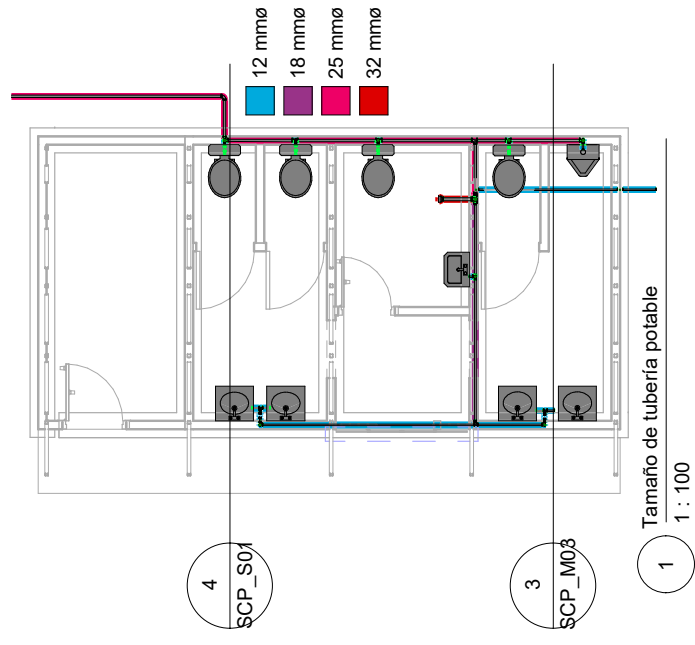 12 mmø
18 mmø
25 mmø
32 mmø
4
SCP_S01
3
SCP_M03
1
Tamaño de tubería potable
1 : 100